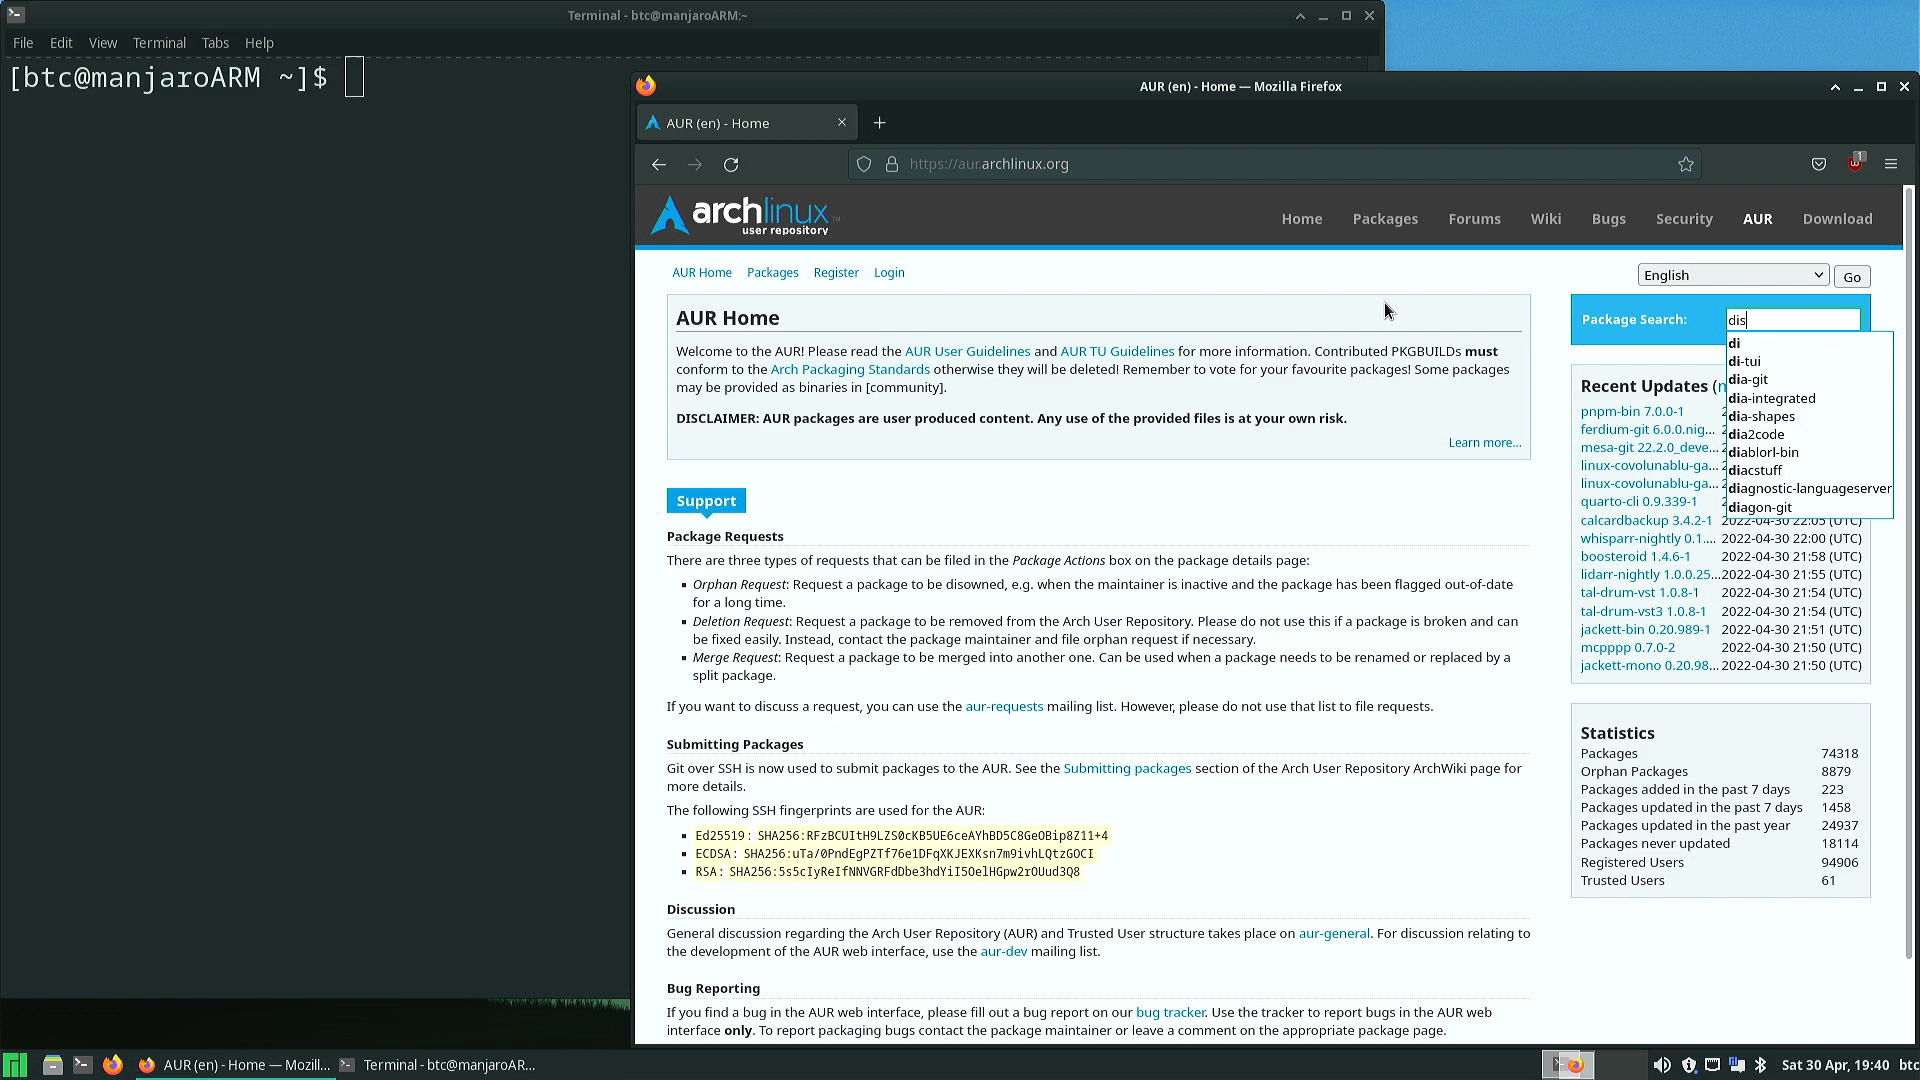 Terminal - btc@manjaroARM:~
File Edit View Terminal Tabs Help
[btc@manjaroARM ~]$
AUR (en) - Home — Mozilla Firefox
AUR (en) - Home
https://aur.archlinux.org
1
archlinux™
user repository
Home Packages Forums Wiki Bugs Security AUR Download
AUR Home Packages Register Login
English Go
AUR Home
Welcome to the AUR! Please read the AUR User Guidelines and AUR TU Guidelines for more information. Contributed PKGBUILDs must
conform to the Arch Packaging Standards otherwise they will be deleted! Remember to vote for your favourite packages! Some packages
may be provided as binaries in [community].
DISCLAIMER: AUR packages are user produced content. Any use of the provided files is at your own risk.
Learn more...
Support
Package Requests
There are three types of requests that can be filed in the Package Actions box on the package details page:
Orphan Request: Request a package to be disowned, e.g. when the maintainer is inactive and the package has been flagged out-of-date
for a long time.
Deletion Request: Request a package to be removed from the Arch User Repository. Please do not use this if a package is broken and can
be fixed easily. Instead, contact the package maintainer and file orphan request if necessary.
Merge Request: Request a package to be merged into another one. Can be used when a package needs to be renamed or replaced by a
split package.
If you want to discuss a request, you can use the aur-requests mailing list. However, please do not use that list to file requests.
Submitting Packages
Git over SSH is now used to submit packages to the AUR. See the Submitting packages section of the Arch User Repository ArchWiki page for
more details.
The following SSH fingerprints are used for the AUR:
Ed25519: SHA256:RFzBCUItH9LZS0cKB5UE6ceAYhBD5C8GeOBip8Z11+4
ECDSA: SHA256:uTa/0PndEgPZTf76e1DFqXKJEXKsn7m9ivhLQtzGOCI
RSA: SHA256:5s5cIyReIfNNVGRFdDbe3hdYiI5OelHGpw2rOUud3Q8
Discussion
General discussion regarding the Arch User Repository (AUR) and Trusted User structure takes place on aur-general. For discussion relating to
the development of the AUR web interface, use the aur-dev mailing list.
Bug Reporting
If you find a bug in the AUR web interface, please fill out a bug report on our bug tracker. Use the tracker to report bugs in the AUR web
interface only. To report packaging bugs contact the package maintainer or leave a comment on the appropriate package page.
Package Search: dis
di
di-tui
dia-git
dia-integrated
dia-shapes
dia2code
diablorl-bin
diacstuff
diagnostic-languageserver
diagon-git
Recent Updates (
pnpm-bin 7.0.0-1
ferdium-git 6.0.0.nig...
mesa-git 22.2.0_deve...
linux-covolunablu-ga...
linux-covolunablu-ga...
quarto-cli 0.9.339-1
calcardbackup 3.4.2-1 2022-04-30 22:05 (UTC)
whisparr-nightly 0.1.... 2022-04-30 22:00 (UTC)
boosteroid 1.4.6-1 2022-04-30 21:58 (UTC)
lidarr-nightly 1.0.0.25... 2022-04-30 21:55 (UTC)
tal-drum-vst 1.0.8-1 2022-04-30 21:54 (UTC)
tal-drum-vst3 1.0.8-1 2022-04-30 21:54 (UTC)
jackett-bin 0.20.989-1 2022-04-30 21:51 (UTC)
mcpppp 0.7.0-2 2022-04-30 21:50 (UTC)
jackett-mono 0.20.98... 2022-04-30 21:50 (UTC)
Statistics
Packages 74318
Orphan Packages 8879
Packages added in the past 7 days 223
Packages updated in the past 7 days 1458
Packages updated in the past year 24937
Packages never updated 18114
Registered Users 94906
Trusted Users 61
AUR (en) - Home — Mozill... Terminal - btc@manjaroAR... Sat 30 Apr, 19:40 btc